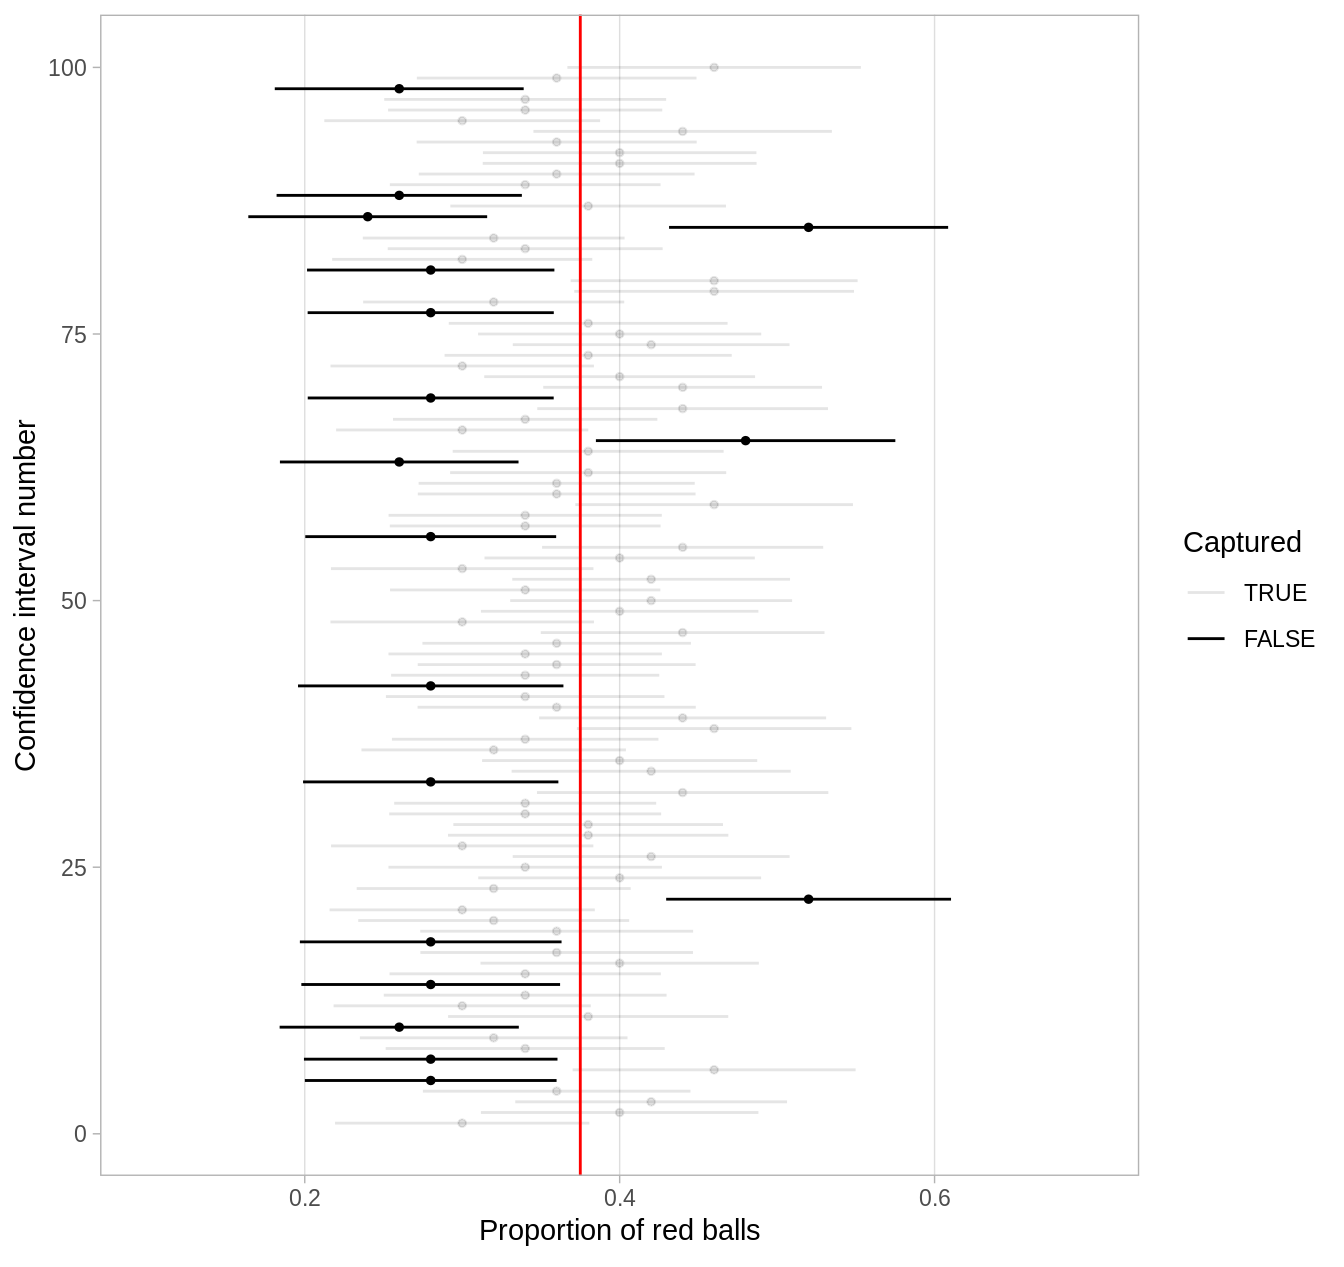 100
75
50
25
0
Confidence interval number
0.2 0.4 0.6
Proportion of red balls
Captured
TRUE
FALSE